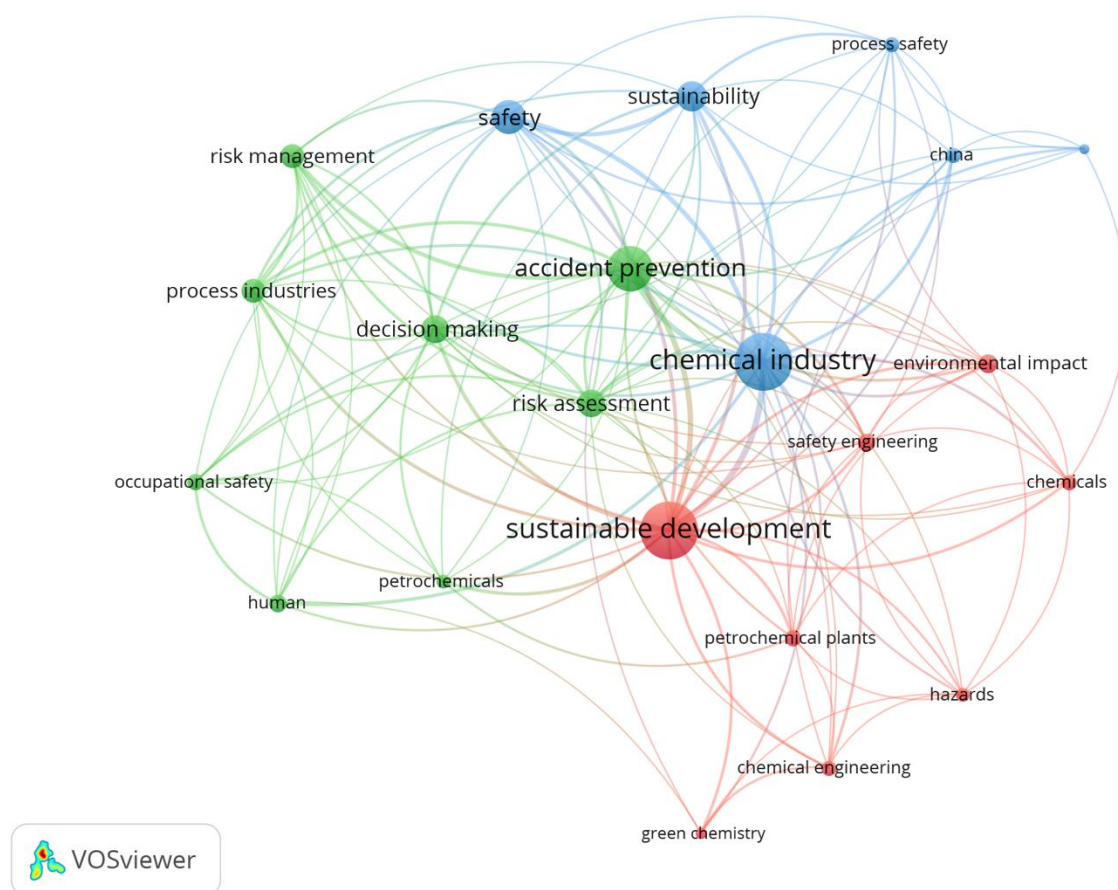 process safety
sustainability
safety
china
risk management
accident prevention
process industries
decision making
chemical industry
environmental impact
risk assessment
safety engineering
occupational safety
chemicals
sustainable development
petrochemicals
human
petrochemical plants
hazards
chemical engineering
green chemistry
VOSviewer